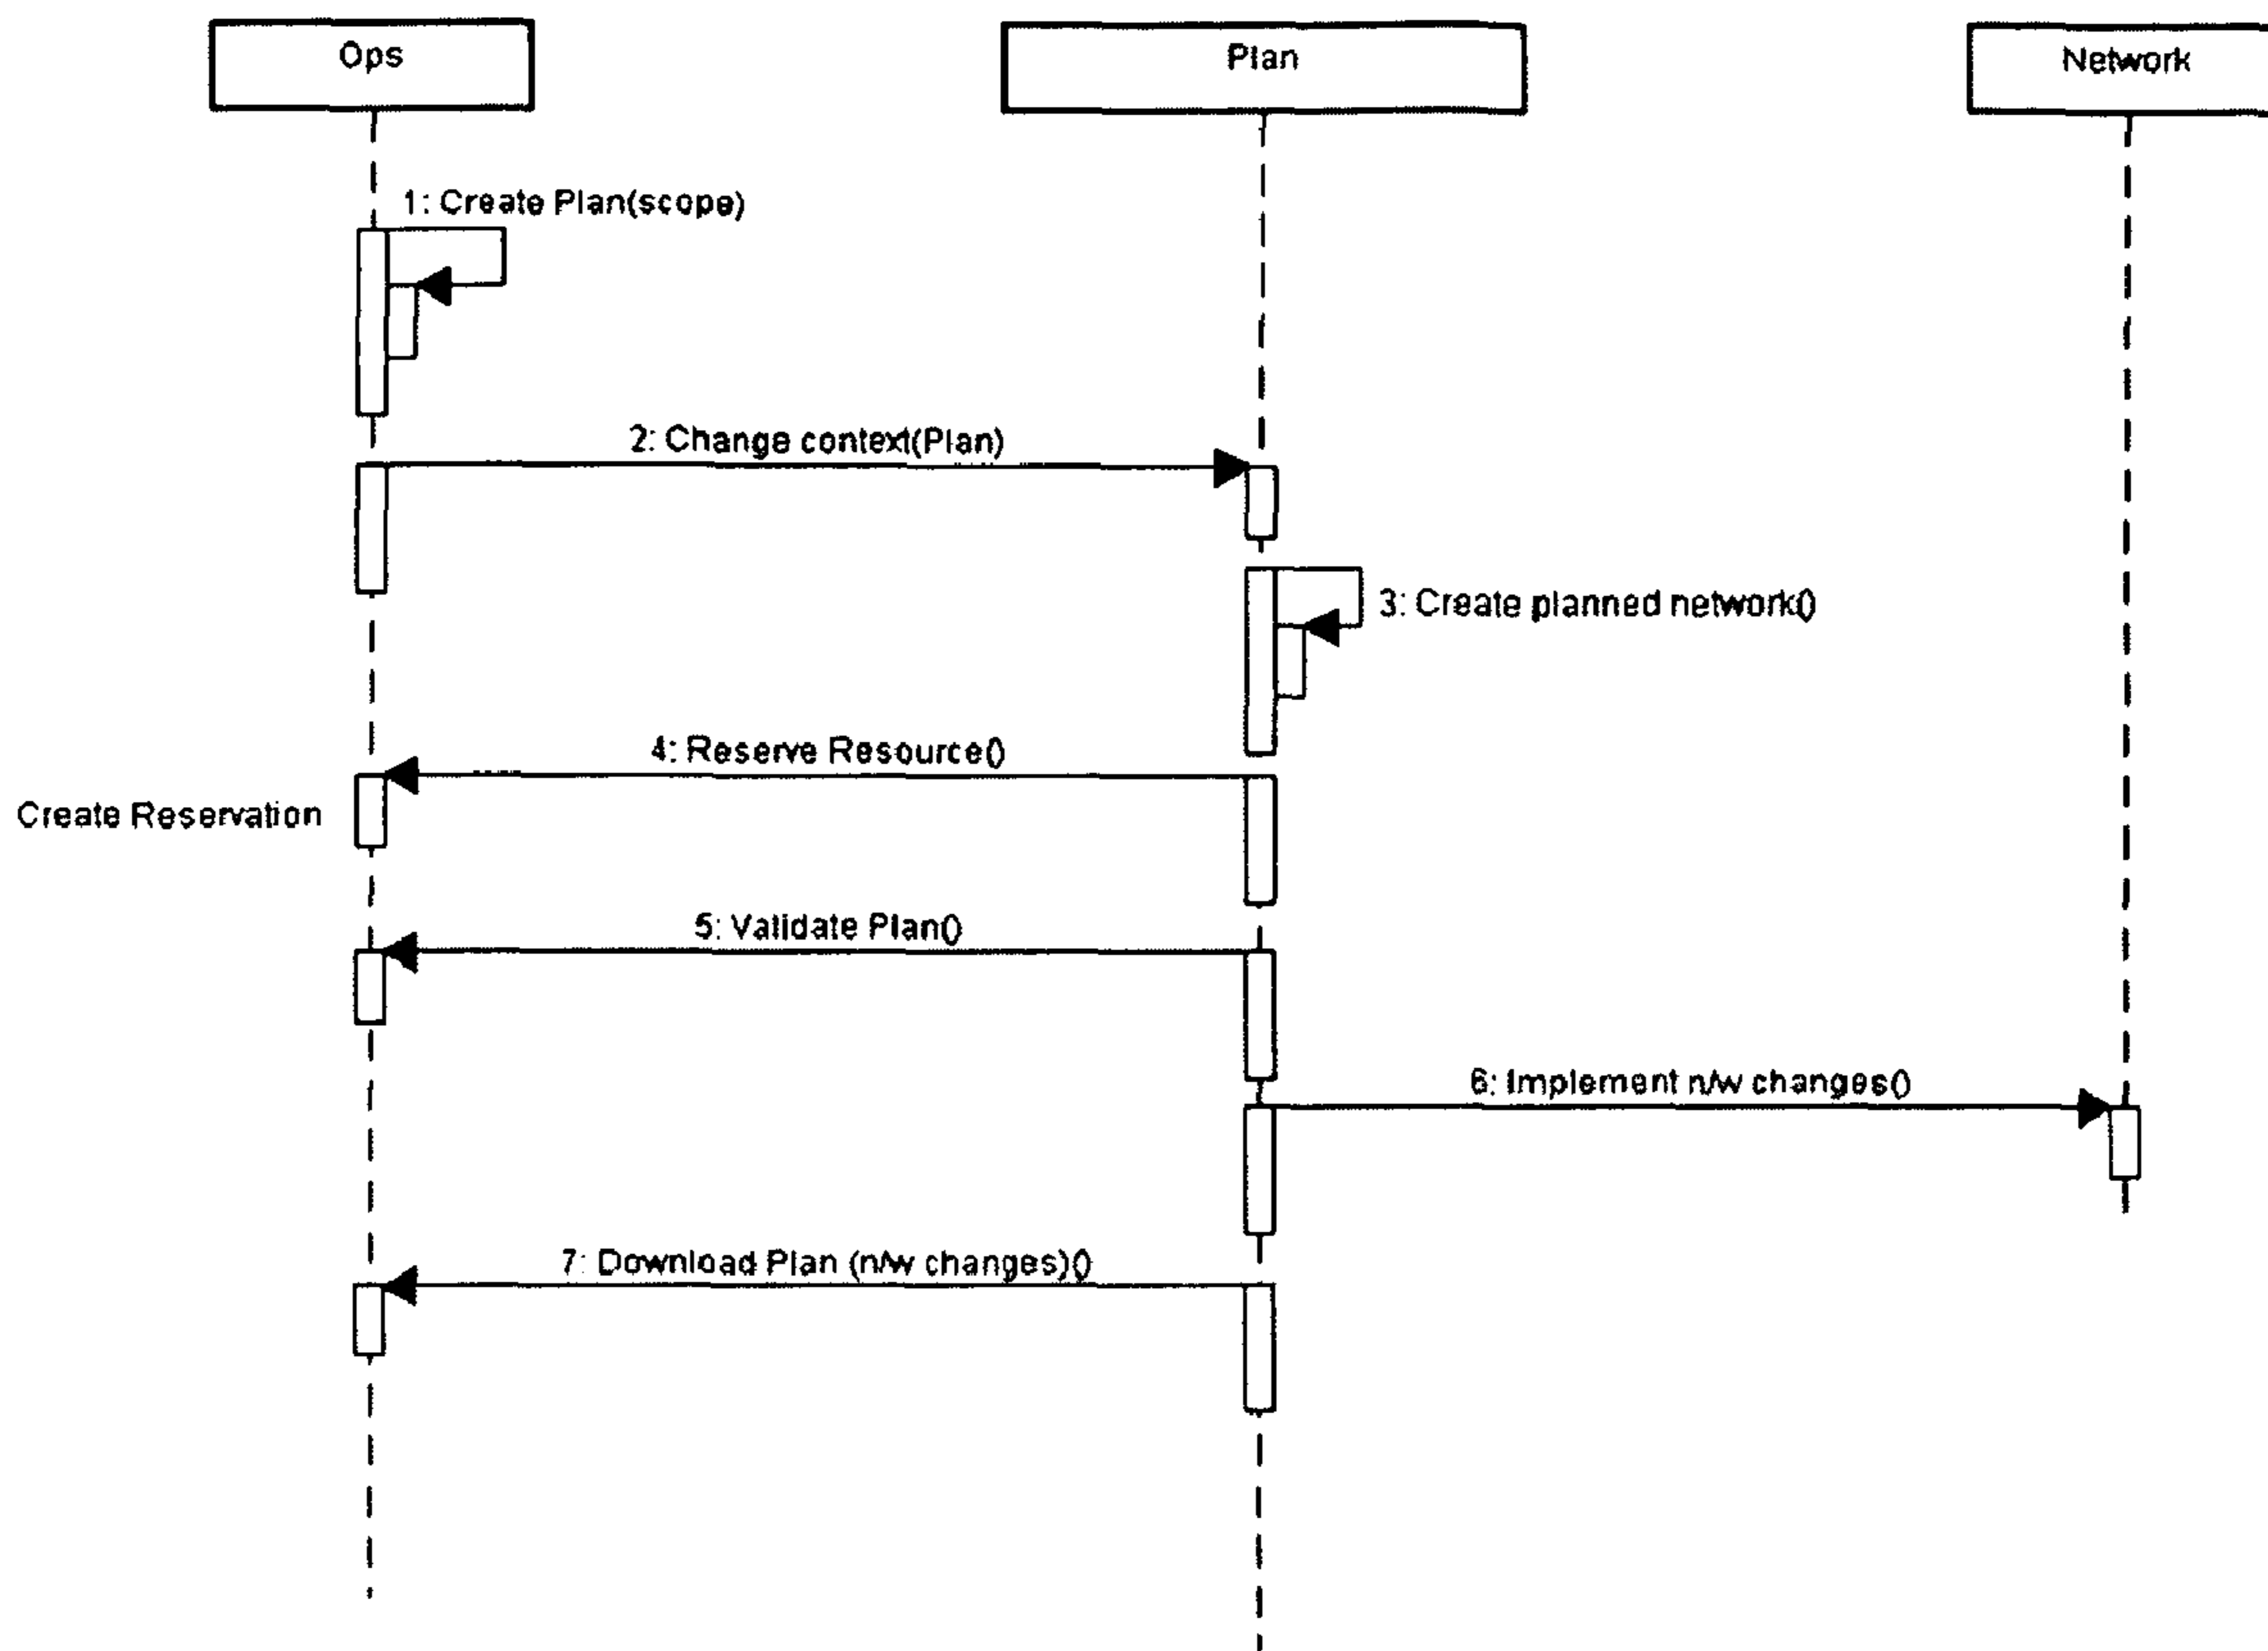 Ops
Plan
Network
1: Create Plan(scope)
2: Change context(Plan)
3: Create planned network()
4: Reserve Resource()
Create Reservation
5: Validate Plan()
6: Implement n/w changes()
7: Download Plan (n/w changes)()